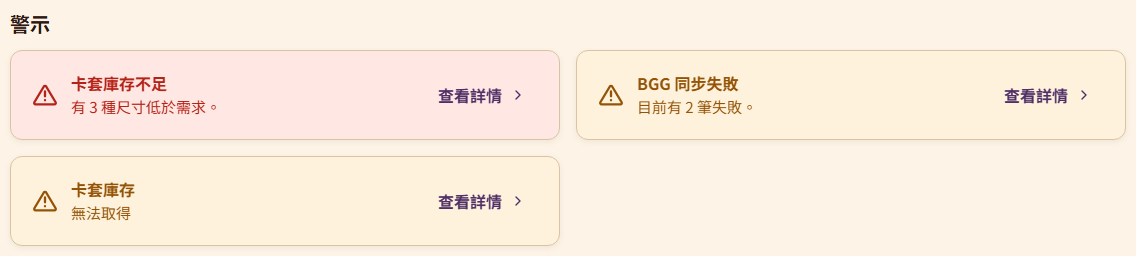 警示
卡套庫存不足
有 3 種尺寸低於需求。
查看詳情
BGG 同步失敗
目前有 2 筆失敗。
查看詳情
卡套庫存
無法取得
查看詳情